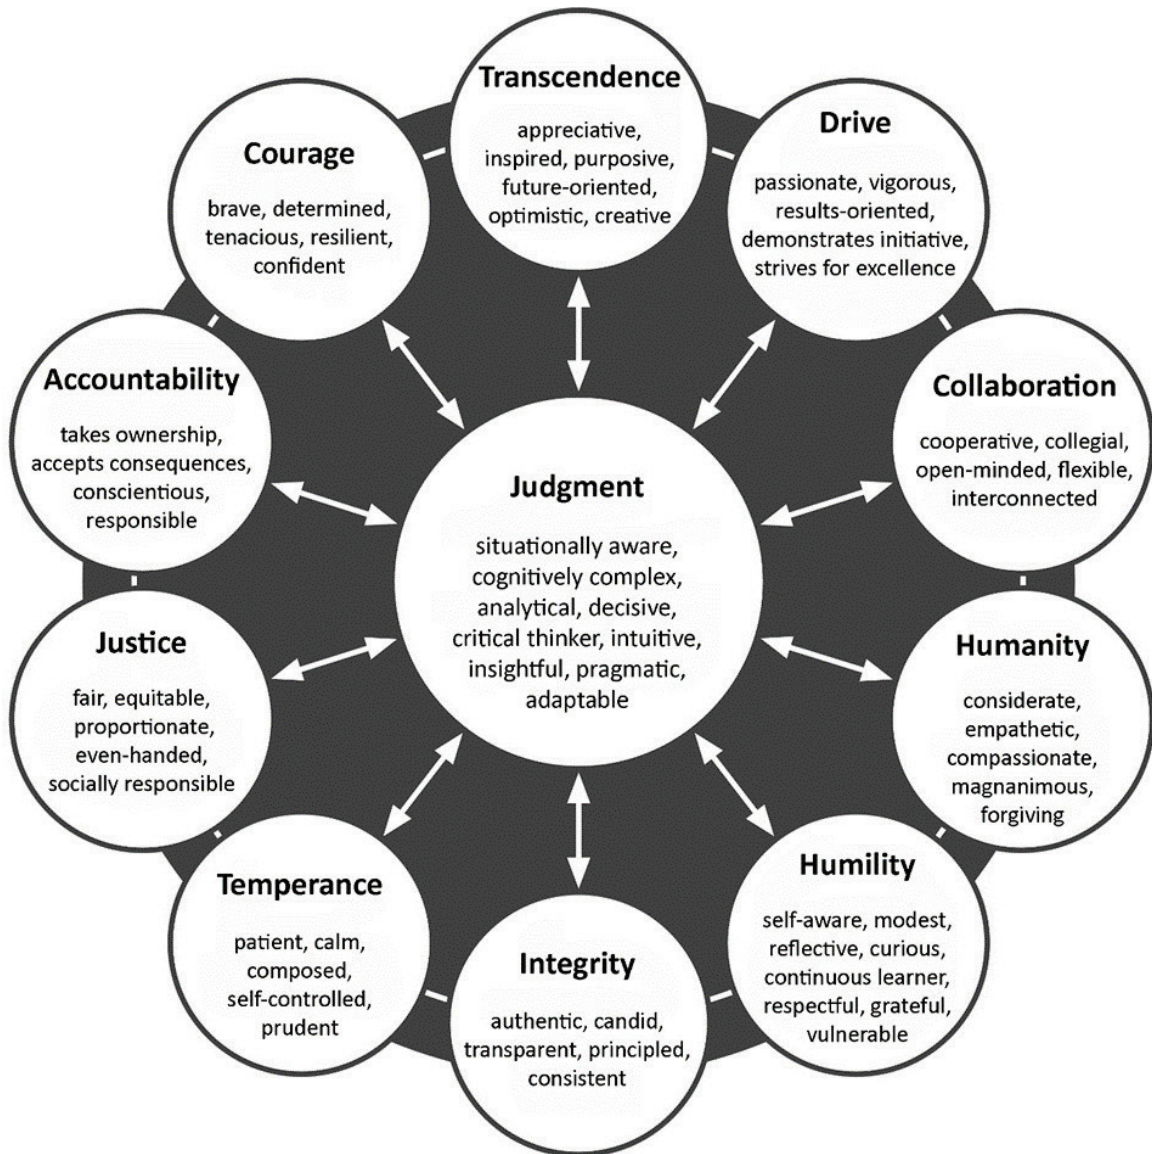 Transcendence
appreciative,
inspired, purposive,
future-oriented,
optimistic, creative
Drive
passionate, vigorous,
results-oriented,
demonstrates initiative,
strives for excellence
Collaboration
cooperative, collegial,
open-minded, flexible,
interconnected
Humanity
considerate,
empathetic,
compassionate,
magnanimous,
forgiving
Humility
self-aware, modest,
reflective, curious,
continuous learner,
respectful, grateful,
vulnerable
Integrity
authentic, candid,
transparent, principled,
consistent
Temperance
patient, calm,
composed,
self-controlled,
prudent
Justice
fair, equitable,
proportionate,
even-handed,
socially responsible
Accountability
takes ownership,
accepts consequences,
conscientious,
responsible
Courage
brave, determined,
tenacious, resilient,
confident
Judgment
situationally aware,
cognitively complex,
analytical, decisive,
critical thinker, intuitive,
insightful, pragmatic,
adaptable